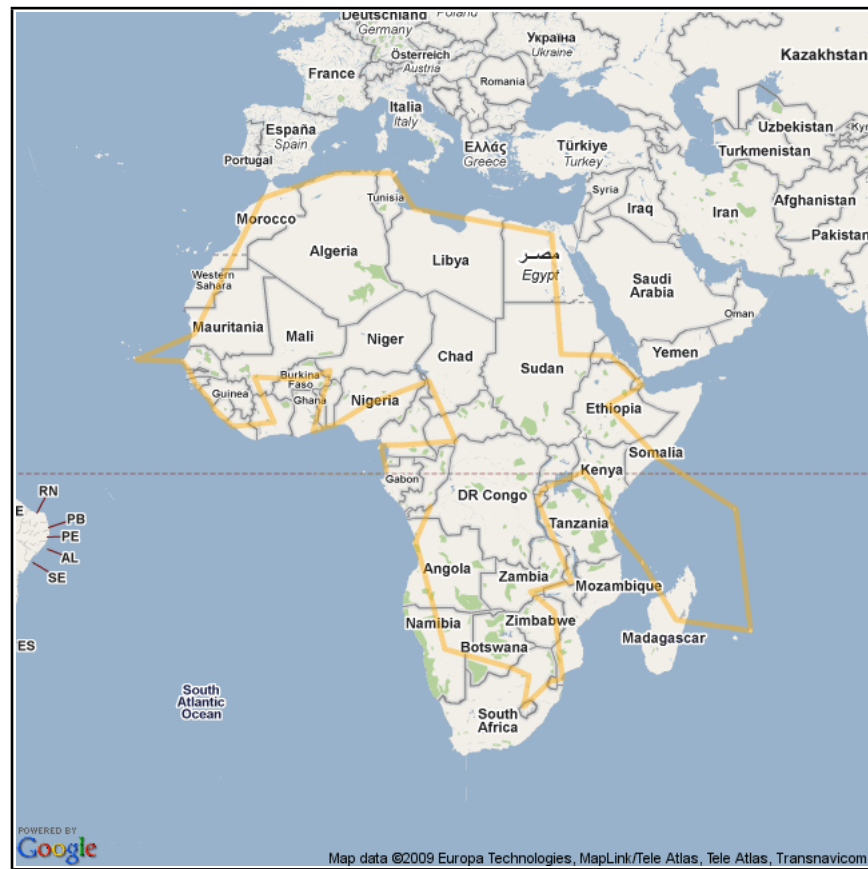 Deutschland
Germany
Poland
Україна
Ukraine
Österreich
Austria
Kazakhstan
France
Romania
Italia
Italy
España
Spain
Portugal
Ελλάς
Greece
Türkiye
Turkey
Uzbekistan
Ky
Turkmenistan
Syria
Afghanistan
Tunisia
Iraq
Iran
Morocco
Pakistan
Algeria
Libya
مصر
Egypt
Western
Sahara
Saudi
Arabia
Oman
Mauritania
Mali
Niger
Chad
Sudan
Yemen
Burkina
Faso
Guinea
Ghana
Nigeria
Ethiopia
Somalia
Kenya
Gabon
DR Congo
Tanzania
RN
E
PB
PE
AL
SE
Angola
Zambia
Mozambique
Namibia
Zimbabwe
Botswana
Madagascar
ES
South
Atlantic
Ocean
South
Africa
POWERED BY
Google
Map data ©2009 Europa Technologies, MapLink/Tele Atlas, Tele Atlas, Transnavicom